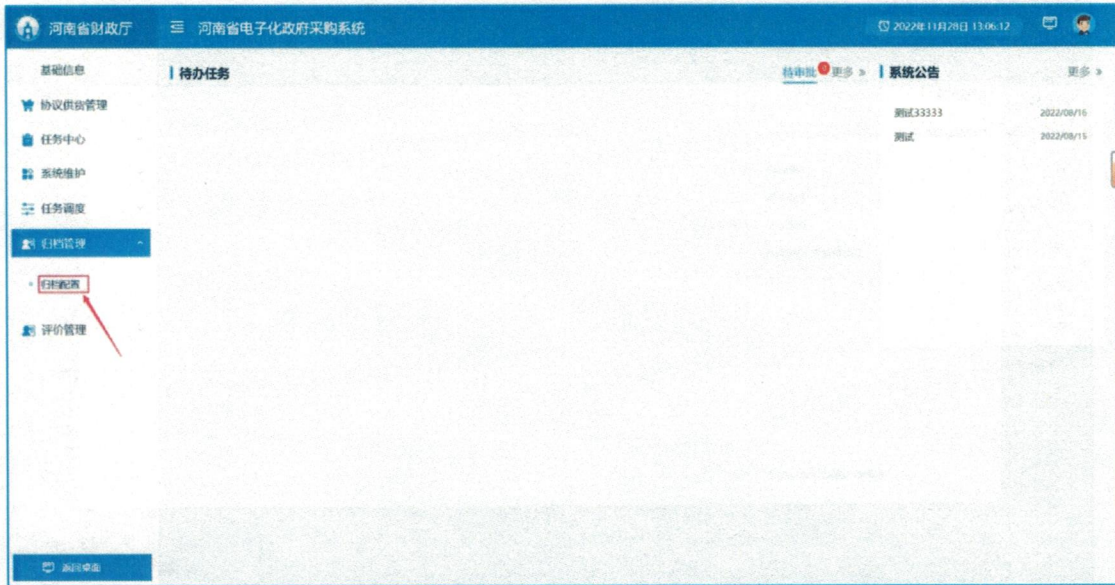 河南省财政厅
河南省电子化政府采购系统
2022年11月28日 13:06:12
基础信息
协议供货管理
任务中心
系统维护
任务调度
归档管理
归档配置
评价管理
返回桌面
待办任务
待审批
更多 »
系统公告
更多 »
测试33333
2022/08/16
测试
2022/08/15